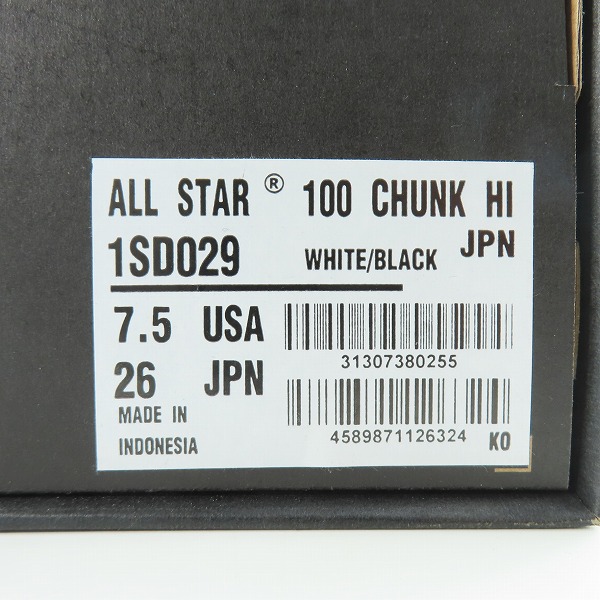 ALL STAR ® 100 CHUNK HI
1SD029 WHITE/BLACK JPN
7.5 USA
31307380255
26 JPN
MADE IN
INDONESIA
4589871126324 KO